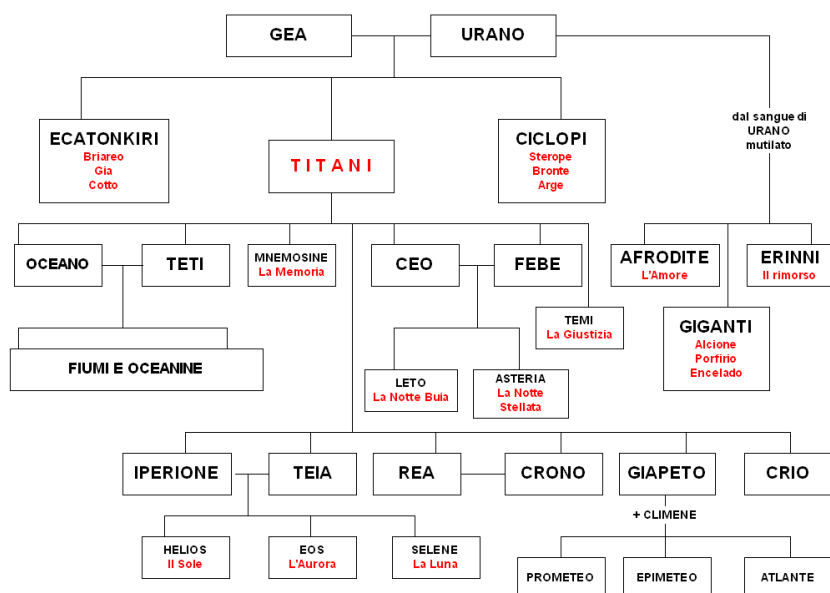 GEA
URANO
dal sangue di
URANO
mutilato
ECATONKIRI
Briareo
Gia
Cotto
T I T A N I
CICLOPI
Sterope
Bronte
Arge
OCEANO
TETI
MNEMOSINE
La Memoria
CEO
FEBE
AFRODITE
L'Amore
ERINNI
Il rimorso
TEMI
La Giustizia
GIGANTI
Alcione
Porfirio
Encelado
FIUMI E OCEANINE
LETO
La Notte Buia
ASTERIA
La Notte
Stellata
IPERIONE
TEIA
REA
CRONO
GIAPETO
CRIO
+ CLIMENE
HELIOS
Il Sole
EOS
L'Aurora
SELENE
La Luna
PROMETEO
EPIMETEO
ATLANTE